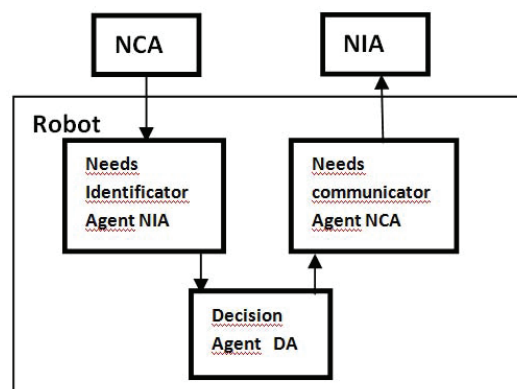 NCA
NIA
Robot
Needs
Identificator
Agent NIA
Needs
communicator
Agent NCA
Decision
Agent DA